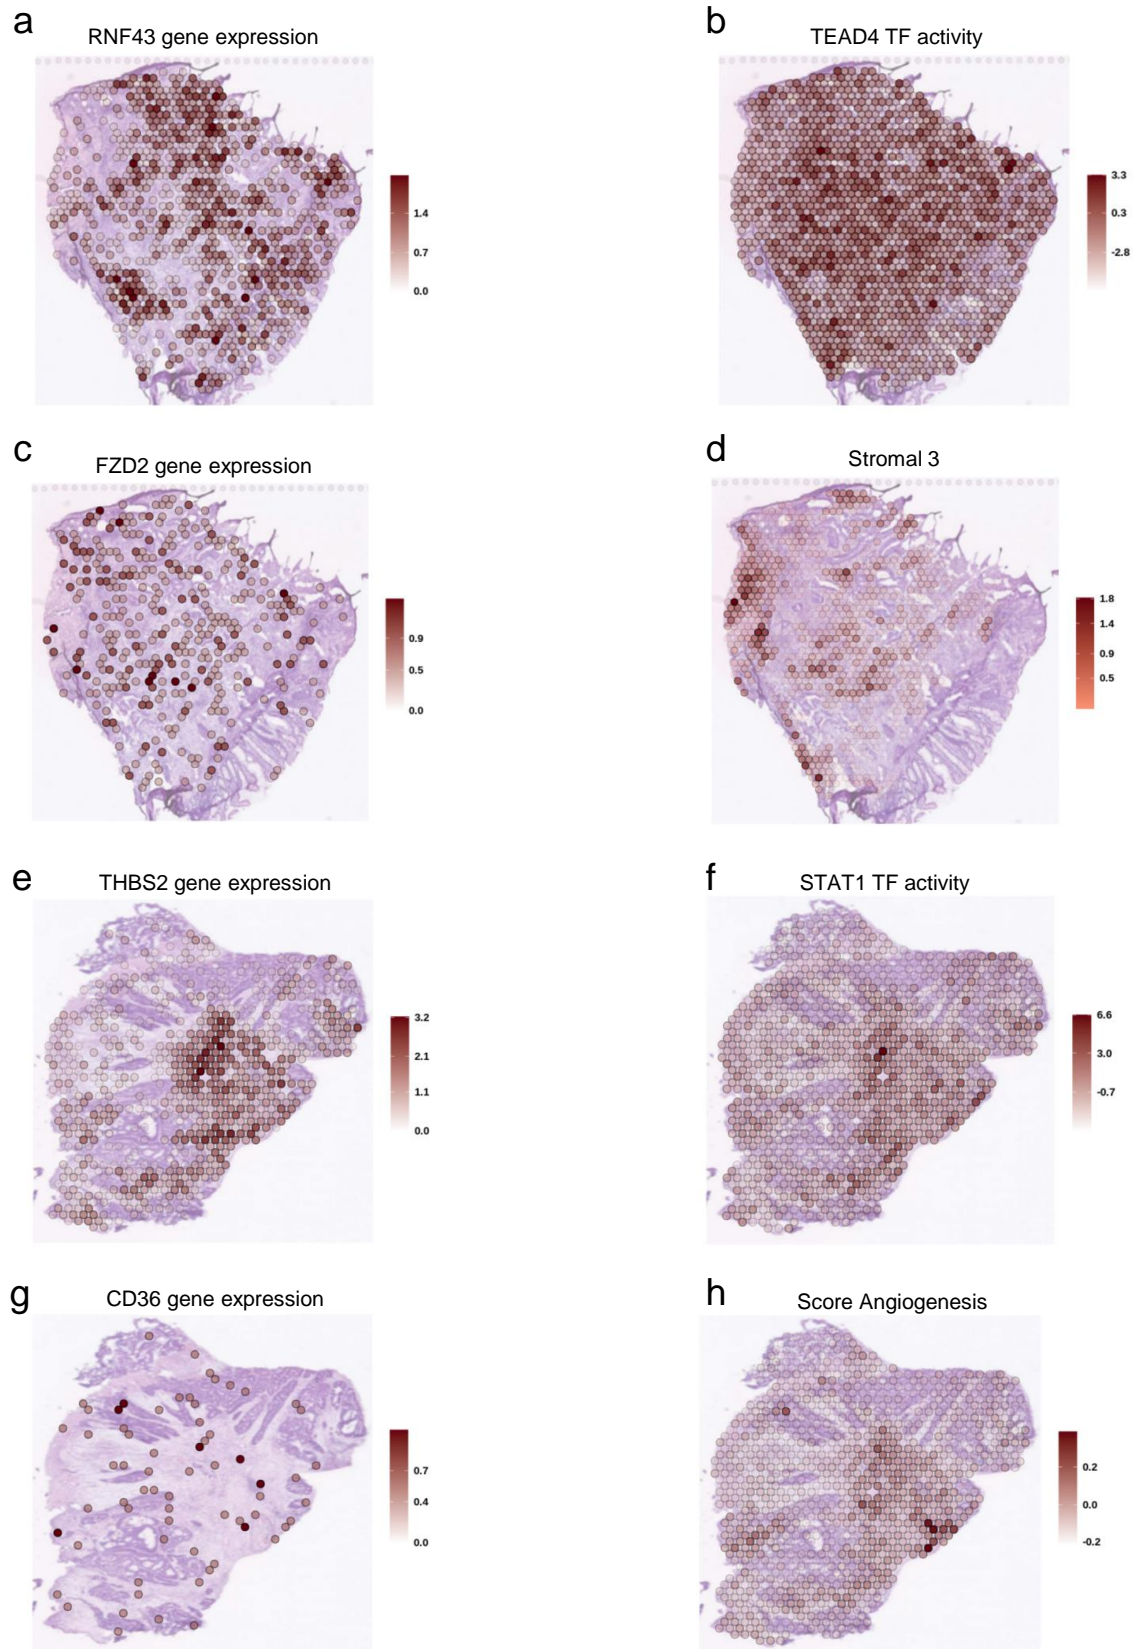 a
RNF43 gene expression
1.4
0.7
0.0
b
TEAD4 TF activity
3.3
0.3
-2.8
c
FZD2 gene expression
0.9
0.5
0.0
d
Stromal 3
1.8
1.4
0.9
0.5
e
THBS2 gene expression
3.2
2.1
1.1
0.0
f
STAT1 TF activity
6.6
3.0
-0.7
g
CD36 gene expression
0.7
0.4
0.0
h
Score Angiogenesis
0.2
0.0
-0.2